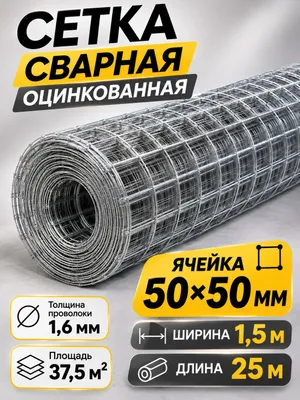 СЕТКА
СВАРНАЯ
ОЦИНКОВАННАЯ
ЯЧЕЙКА
50×50 мм
Толщина
проволоки
1,6 мм
ШИРИНА 1,5 м
Площадь
37,5 м²
ДЛИНА 25 м